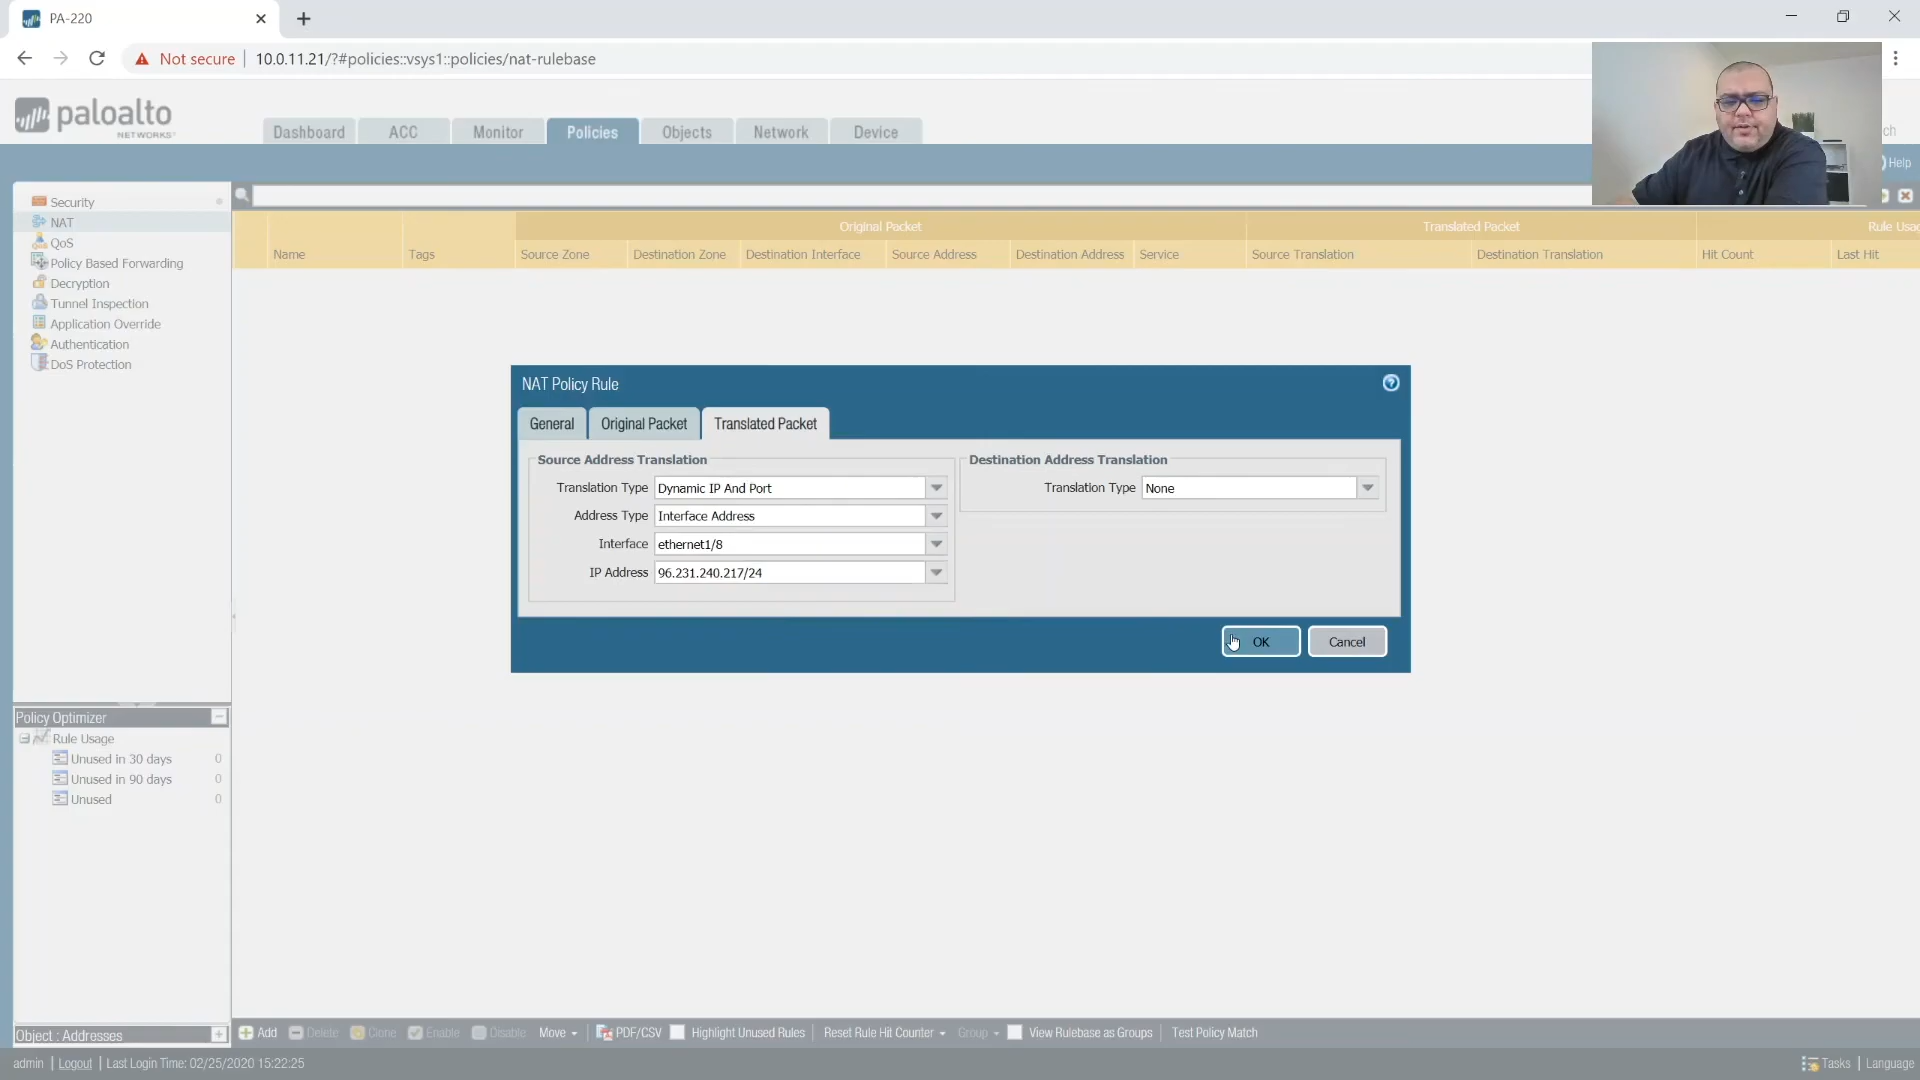 PA-220
Not secure
10.0.11.21/?#policies::vsys1::policies/nat-rulebase
paloalto
NETWORKS
Dashboard
ACC
Monitor
Policies
Objects
Network
Device
Help
Security
NAT
QoS
Policy Based Forwarding
Decryption
Tunnel Inspection
Application Override
Authentication
DoS Protection
Original Packet
Translated Packet
Name
Tags
Source Zone
Destination Zone
Destination Interface
Source Address
Destination Address
Service
Source Translation
Destination Translation
Hit Count
Last Hit
NAT Policy Rule
General
Original Packet
Translated Packet
Source Address Translation
Translation Type Dynamic IP And Port
Address Type Interface Address
Interface ethernet1/8
IP Address 96.231.240.217/24
Destination Address Translation
Translation Type None
OK
Cancel
Policy Optimizer
Rule Usage
Unused in 30 days 0
Unused in 90 days 0
Unused 0
Object : Addresses
Add
Delete
Clone
Enable
Disable
Move
PDF/CSV
Highlight Unused Rules
Reset Rule Hit Counter
Group
View Rulebase as Groups
Test Policy Match
admin | Logout | Last Login Time: 02/25/2020 15:22:25
Tasks | Language